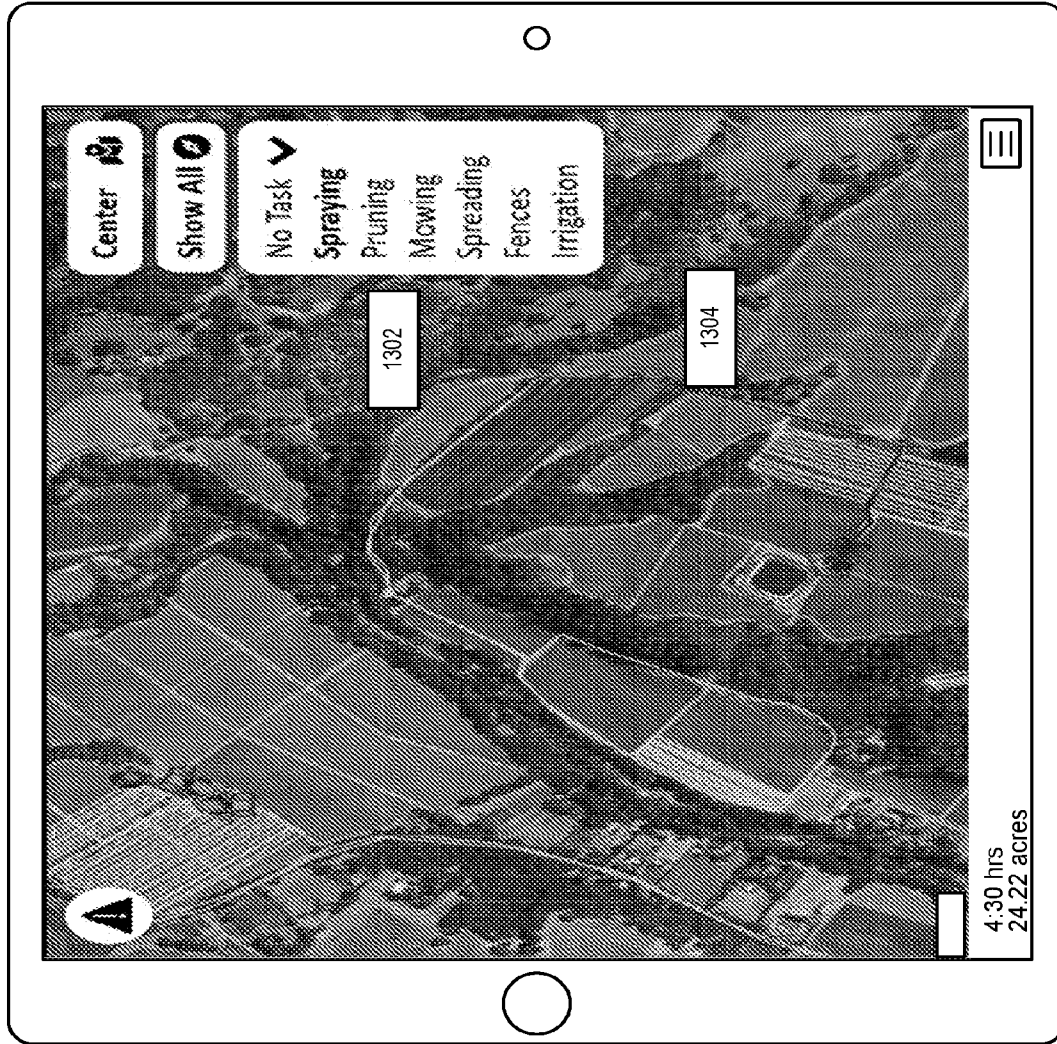 Center
Show All
No Task
Spraying
Pruning
Mowing
Spreading
Fences
Irrigation
1302
1304
4:30 hrs
24.22 acres